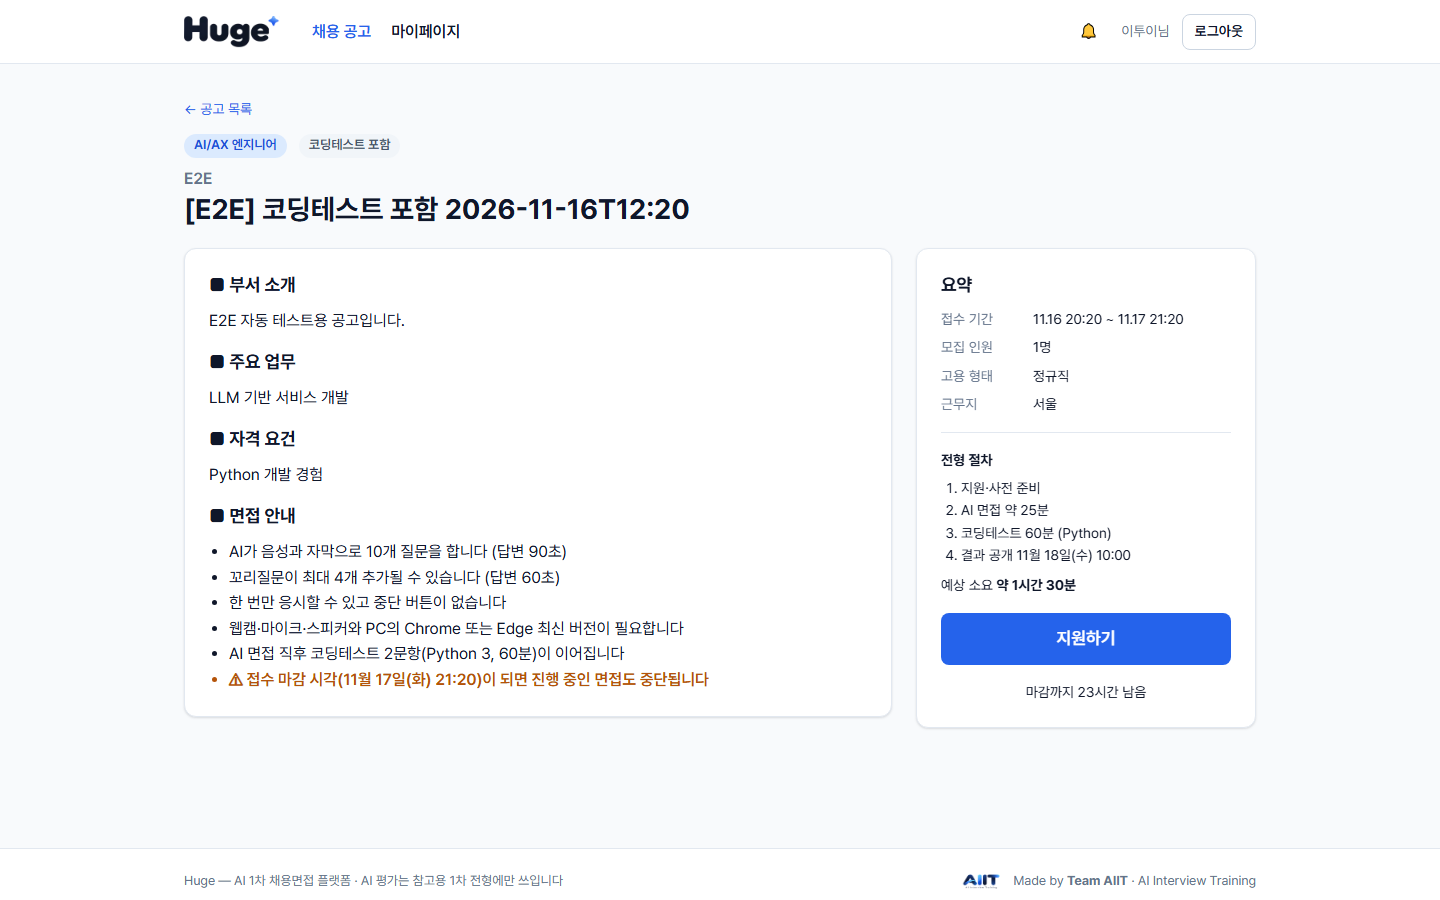 Huge
채용 공고
마이페이지
이투이님
로그아웃
← 공고 목록
AI/AX 엔지니어
코딩테스트 포함
E2E
[E2E] 코딩테스트 포함 2026-11-16T12:20
■ 부서 소개
E2E 자동 테스트용 공고입니다.
■ 주요 업무
LLM 기반 서비스 개발
■ 자격 요건
Python 개발 경험
■ 면접 안내
• AI가 음성과 자막으로 10개 질문을 합니다 (답변 90초)
• 꼬리질문이 최대 4개 추가될 수 있습니다 (답변 60초)
• 한 번만 응시할 수 있고 중단 버튼이 없습니다
• 웹캠·마이크·스피커와 PC의 Chrome 또는 Edge 최신 버전이 필요합니다
• AI 면접 직후 코딩테스트 2문항(Python 3, 60분)이 이어집니다
• ⚠ 접수 마감 시각(11월 17일(화) 21:20)이 되면 진행 중인 면접도 중단됩니다
요약
접수 기간 11.16 20:20 ~ 11.17 21:20
모집 인원 1명
고용 형태 정규직
근무지 서울
전형 절차
1. 지원·사전 준비
2. AI 면접 약 25분
3. 코딩테스트 60분 (Python)
4. 결과 공개 11월 18일(수) 10:00
예상 소요 약 1시간 30분
지원하기
마감까지 23시간 남음
Huge — AI 1차 채용면접 플랫폼 · AI 평가는 참고용 1차 전형에만 쓰입니다
AIIT
Made by Team AIIT · AI Interview Training